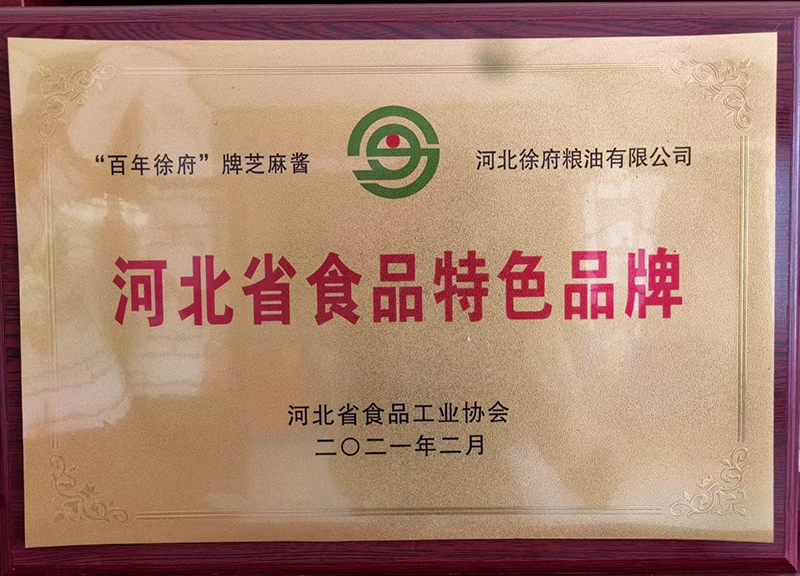 “百年徐府”牌芝麻酱
河北徐府粮油有限公司
河北省食品特色品牌
河北省食品工业协会
二〇二一年二月